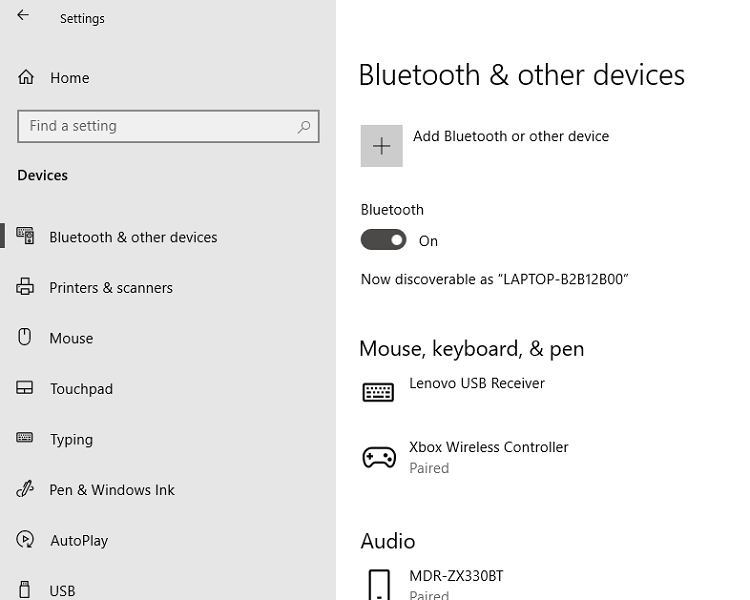 Settings
Home
Find a setting
Devices
Bluetooth & other devices
Printers & scanners
Mouse
Touchpad
Typing
Pen & Windows Ink
AutoPlay
USB
Bluetooth & other devices
Add Bluetooth or other device
Bluetooth
On
Now discoverable as “LAPTOP-B2B12B00”
Mouse, keyboard, & pen
Lenovo USB Receiver
Xbox Wireless Controller
Paired
Audio
MDR-ZX330BT
Paired